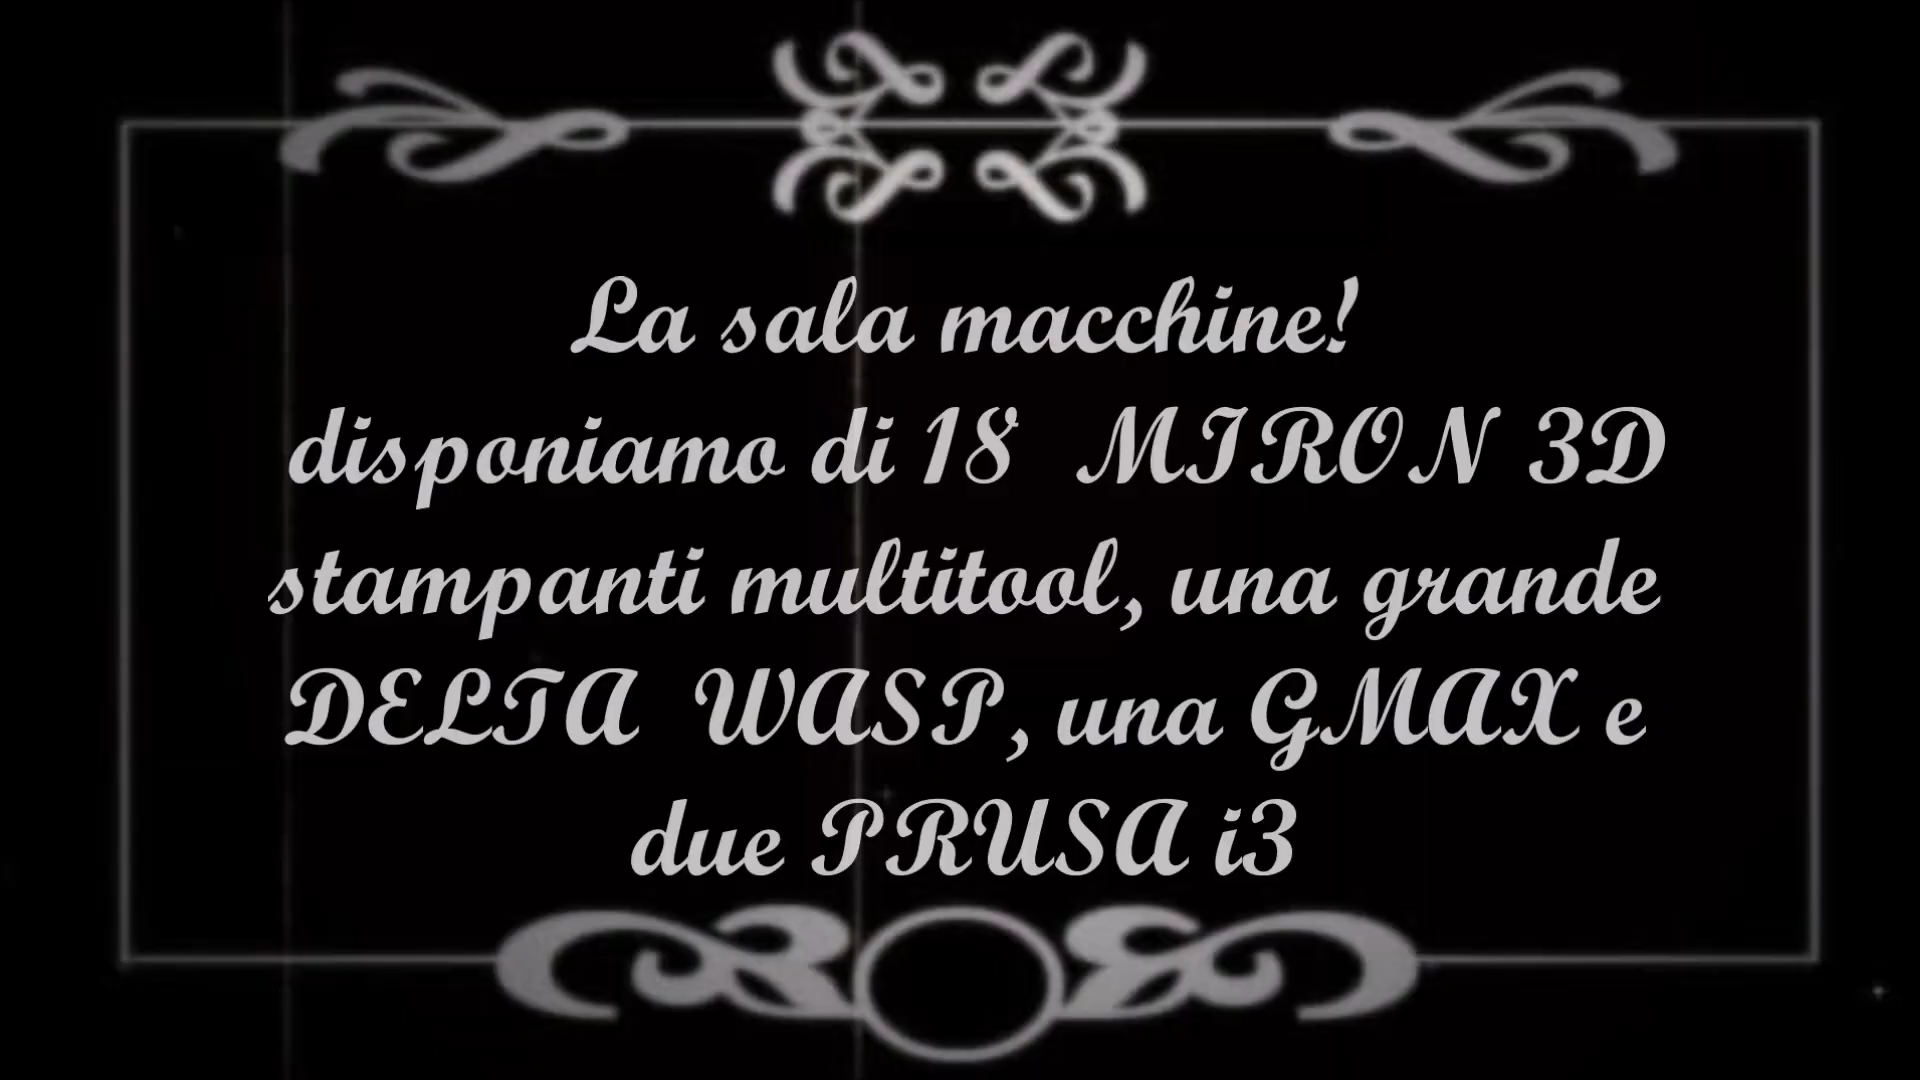 La sala macchine!
disponiamo di 18 MIRON 3D
stampanti multitool, una grande
DELTA WASP, una GMAX e
due PRUSA i3